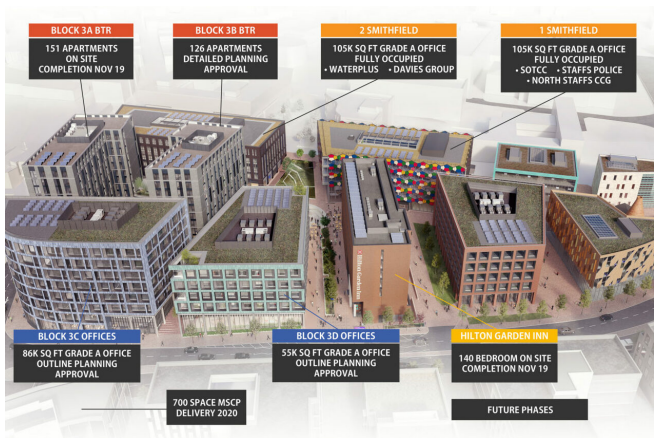 BLOCK 3A BTR
151 APARTMENTS
ON SITE
COMPLETION NOV 19
BLOCK 3B BTR
126 APARTMENTS
DETAILED PLANNING
APPROVAL
2 SMITHFIELD
105K SQ FT GRADE A OFFICE
FULLY OCCUPIED
• WATERPLUS • DAVIES GROUP
1 SMITHFIELD
105K SQ FT GRADE A OFFICE
FULLY OCCUPIED
• SOTCC • STAFFS POLICE
• NORTH STAFFS CCG
Hilton Garden Inn
BLOCK 3C OFFICES
86K SQ FT GRADE A OFFICE
OUTLINE PLANNING
APPROVAL
BLOCK 3D OFFICES
55K SQ FT GRADE A OFFICE
OUTLINE PLANNING
APPROVAL
HILTON GARDEN INN
140 BEDROOM ON SITE
COMPLETION NOV 19
700 SPACE MSCP
DELIVERY 2020
FUTURE PHASES